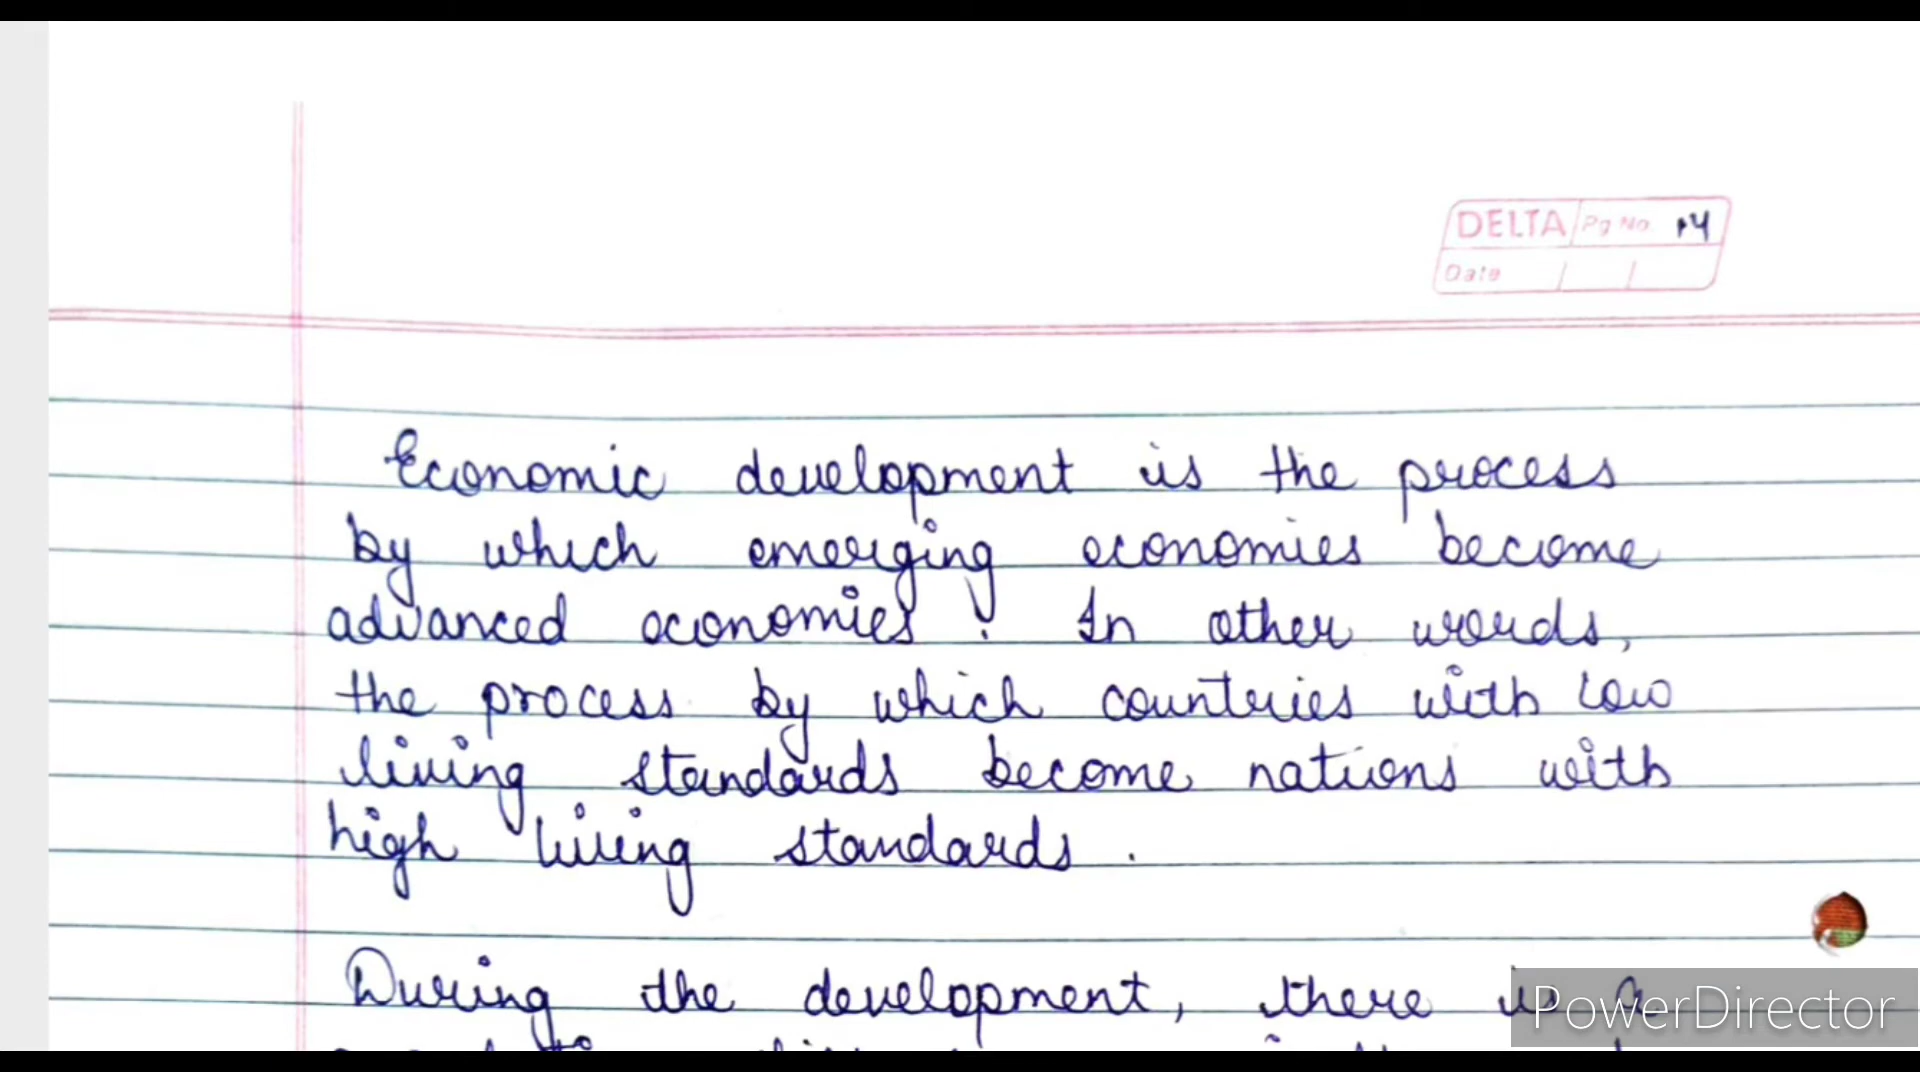 DELTA Pg No. 14
Date
Economic development is the process
by which emerging economies become
advanced economies. In other words,
the process by which countries with low
living standards become nations with
high living standards.
During the development, there is a
PowerDirector